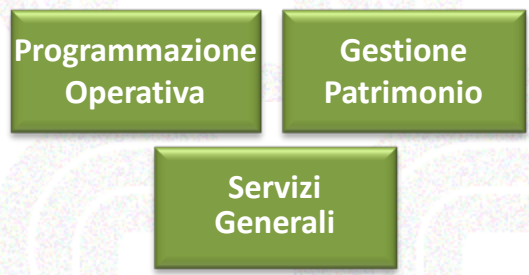 Programmazione
Operativa
Gestione
Patrimonio
Servizi
Generali